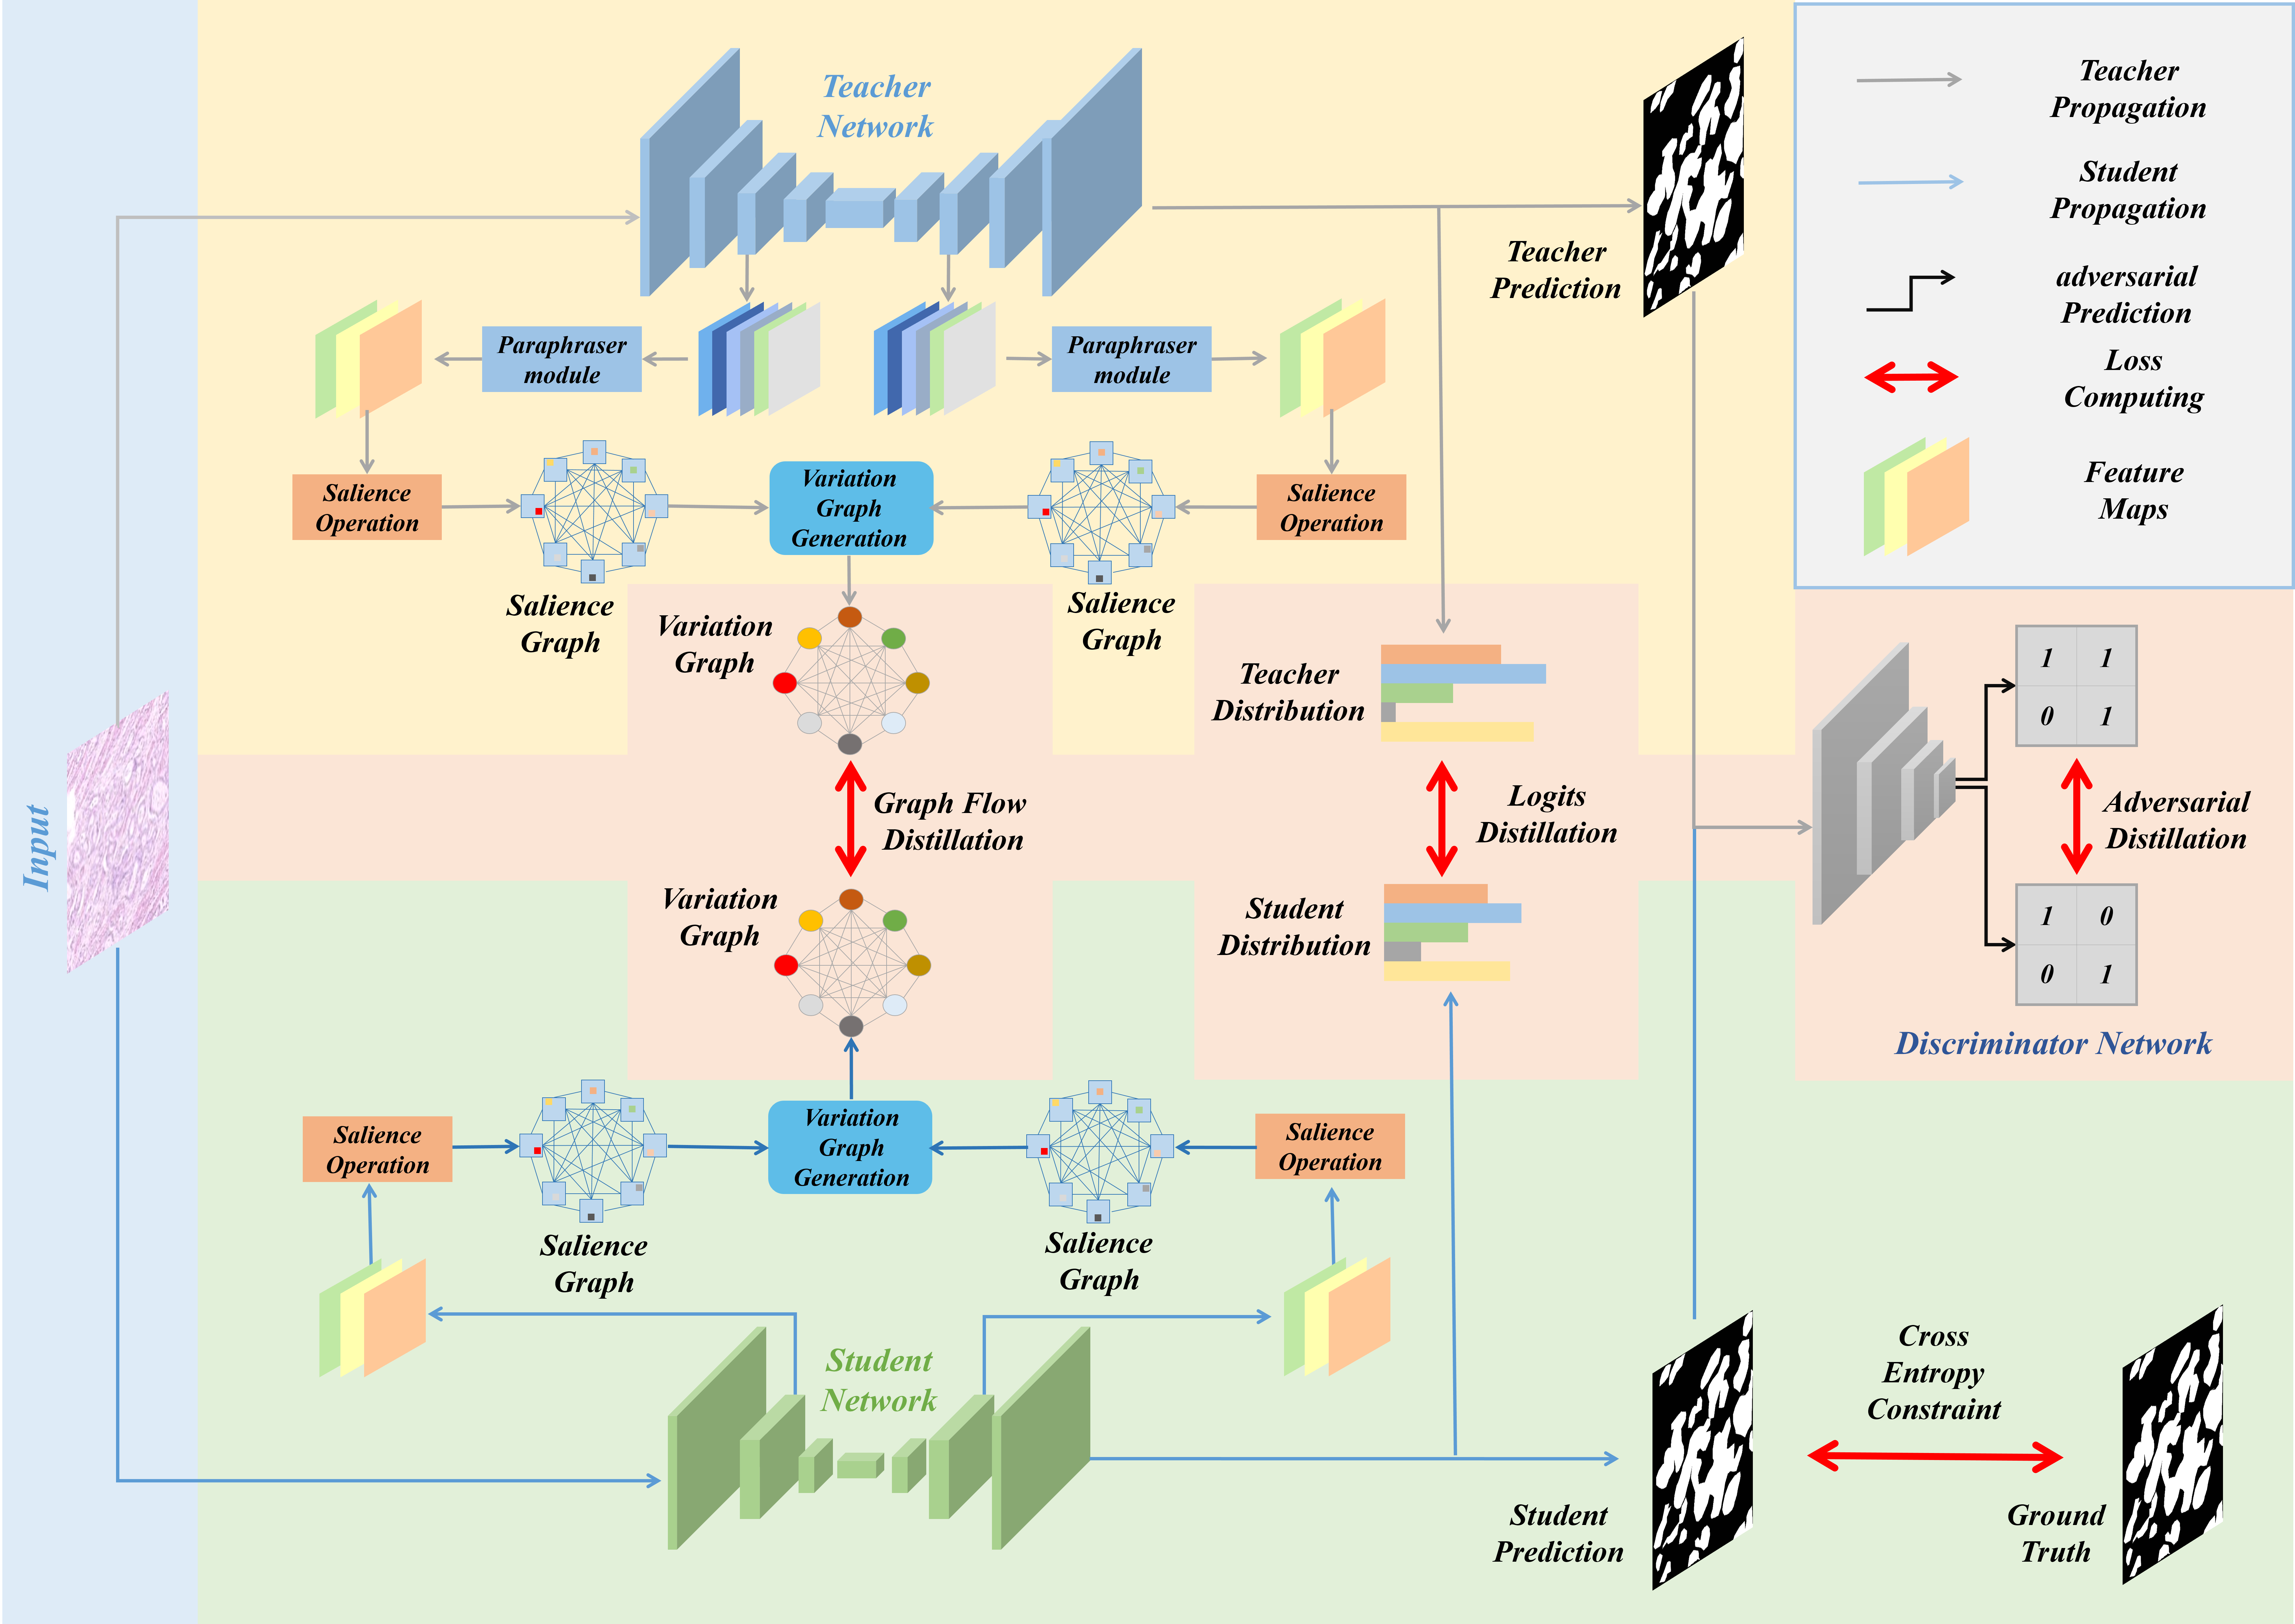 Teacher
Network
Teacher
Prediction
Teacher
Propagation
Student
Propagation
adversarial
Prediction
Loss
Computing
Feature
Maps
Paraphraser
module
Paraphraser
module
Salience
Operation
Variation
Graph
Generation
Salience
Operation
Salience
Graph
Salience
Graph
Variation
Graph
Teacher
Distribution
1 1
0 1
Input
Graph Flow
Distillation
Logits
Distillation
Adversarial
Distillation
Variation
Graph
Student
Distribution
1 0
0 1
Discriminator Network
Salience
Operation
Variation
Graph
Generation
Salience
Operation
Salience
Graph
Salience
Graph
Student
Network
Cross
Entropy
Constraint
Student
Prediction
Ground
Truth